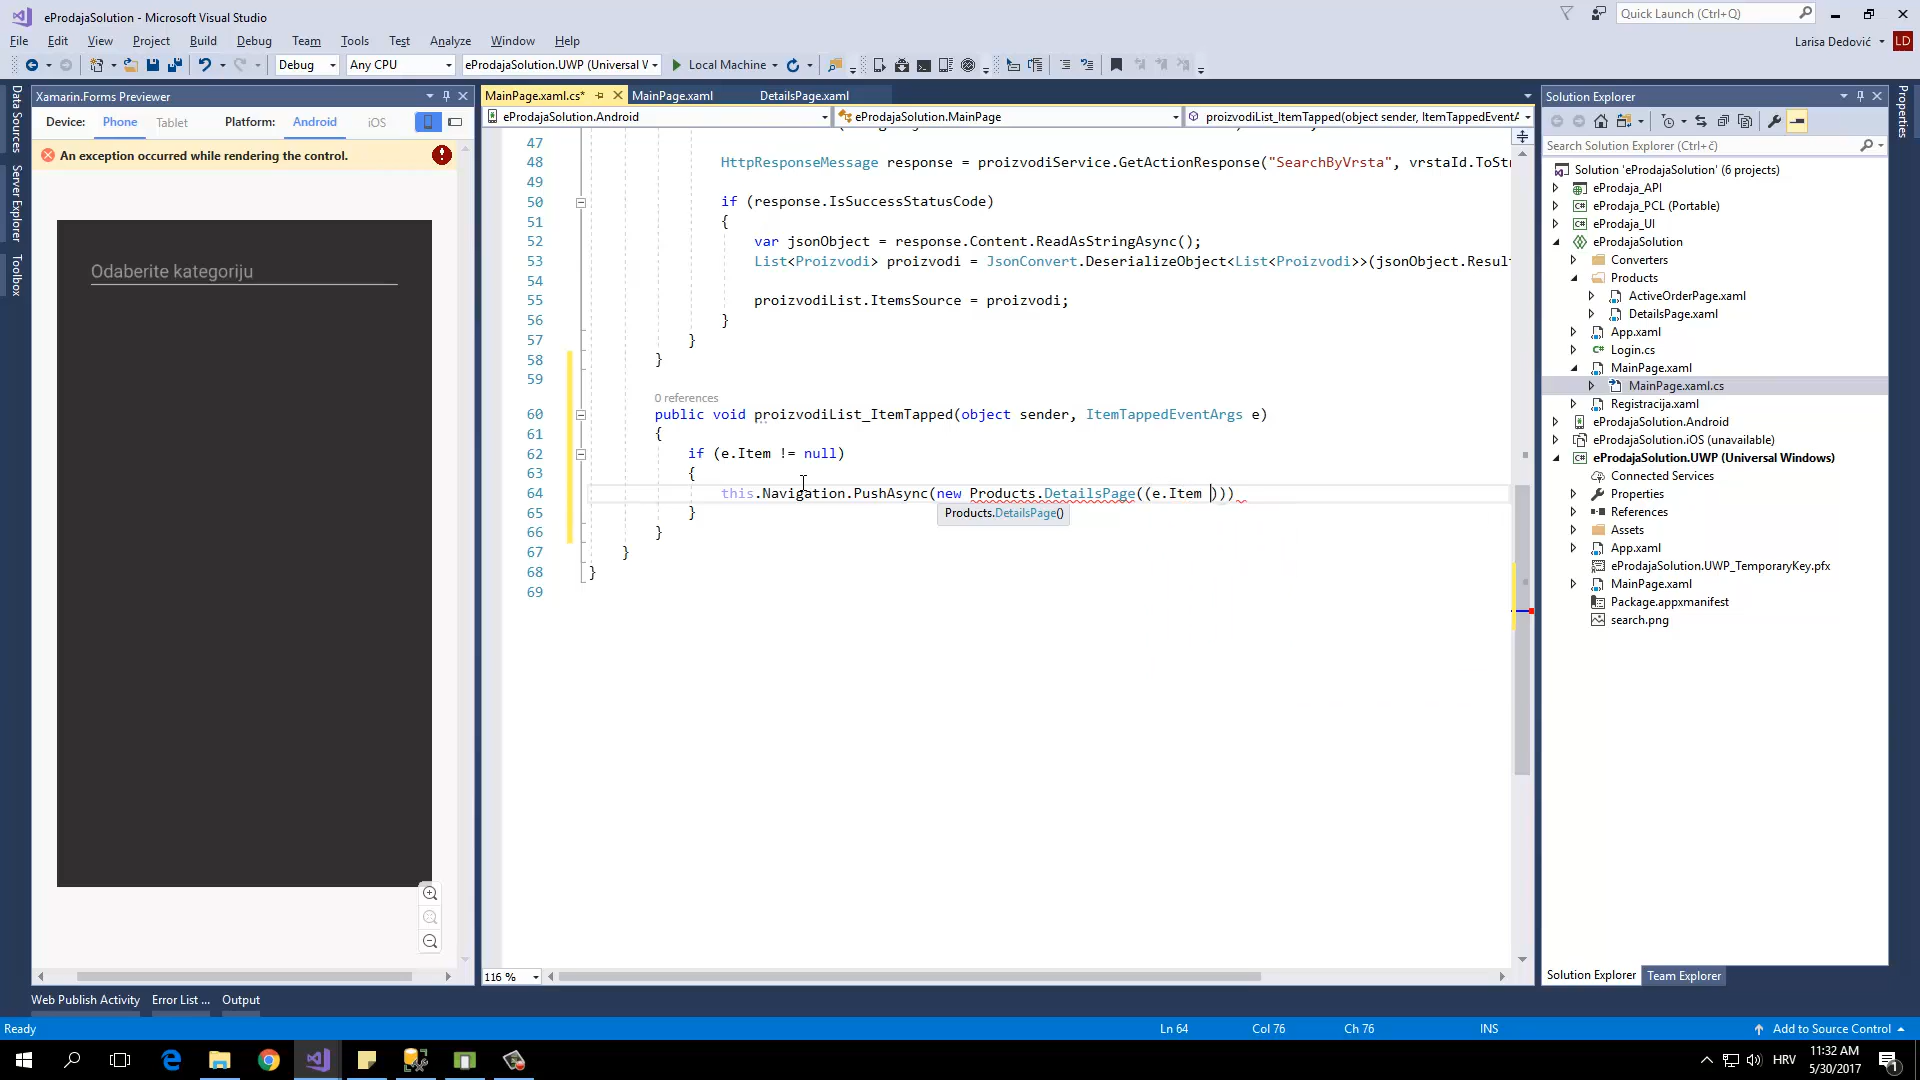 eProdajaSolution - Microsoft Visual Studio
Quick Launch (Ctrl+Q)
File Edit View Project Build Debug Team Tools Test Analyze Window Help
Larisa Dedović LD
Debug Any CPU eProdajaSolution.UWP (Universal V Local Machine
Data Sources
Server Explorer
Toolbox
Xamarin.Forms Previewer
Device: Phone Tablet Platform: Android iOS
An exception occurred while rendering the control.
Odaberite kategoriju
MainPage.xaml.cs* MainPage.xaml DetailsPage.xaml
eProdajaSolution.Android eProdajaSolution.MainPage proizvodiList_ItemTapped(object sender, ItemTappedEventA
47
48 HttpResponseMessage response = proizvodiService.GetActionResponse("SearchByVrsta", vrstaId.ToStr
49
50 if (response.IsSuccessStatusCode)
51 {
52 var jsonObject = response.Content.ReadAsStringAsync();
53 List<Proizvodi> proizvodi = JsonConvert.DeserializeObject<List<Proizvodi>>(jsonObject.Result
54
55 proizvodiList.ItemsSource = proizvodi;
56 }
57 }
58 }
59
0 references
60 public void proizvodiList_ItemTapped(object sender, ItemTappedEventArgs e)
61 {
62 if (e.Item != null)
63 {
64 this.Navigation.PushAsync(new Products.DetailsPage((e.Item )))
Products.DetailsPage()
65 }
66 }
67 }
68 }
69
116 %
Solution Explorer
Search Solution Explorer (Ctrl+č)
Solution 'eProdajaSolution' (6 projects)
eProdaja_API
eProdaja_PCL (Portable)
eProdaja_UI
eProdajaSolution
Converters
Products
ActiveOrderPage.xaml
DetailsPage.xaml
App.xaml
Login.cs
MainPage.xaml
MainPage.xaml.cs
Registracija.xaml
eProdajaSolution.Android
eProdajaSolution.iOS (unavailable)
eProdajaSolution.UWP (Universal Windows)
Connected Services
Properties
References
Assets
App.xaml
eProdajaSolution.UWP_TemporaryKey.pfx
MainPage.xaml
Package.appxmanifest
search.png
Solution Explorer Team Explorer
Properties
Web Publish Activity Error List ... Output
Ready Ln 64 Col 76 Ch 76 INS Add to Source Control
HRV 11:32 AM
5/30/2017
1